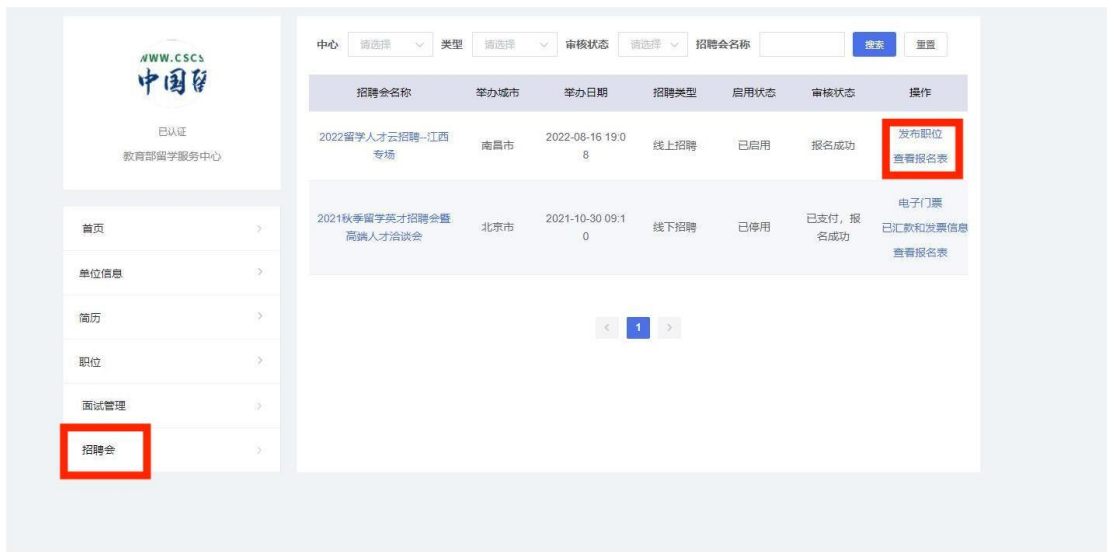 WWW.CSCS
中国留
已认证
教育部留学服务中心
首页
单位信息
简历
职位
面试管理
招聘会
中心 请选择 类型 请选择 审核状态 请选择 招聘会名称 搜索 重置
招聘会名称 举办城市 举办日期 招聘类型 启用状态 审核状态 操作
2022留学人才云招聘--江西
专场
南昌市
2022-08-16 19:0
8
线上招聘
已启用
报名成功
发布职位
查看报名表
2021秋季留学英才招聘会暨
高端人才洽谈会
北京市
2021-10-30 09:1
0
线下招聘
已停用
已支付，报
名成功
电子门票
已汇款和发票信息
查看报名表
1